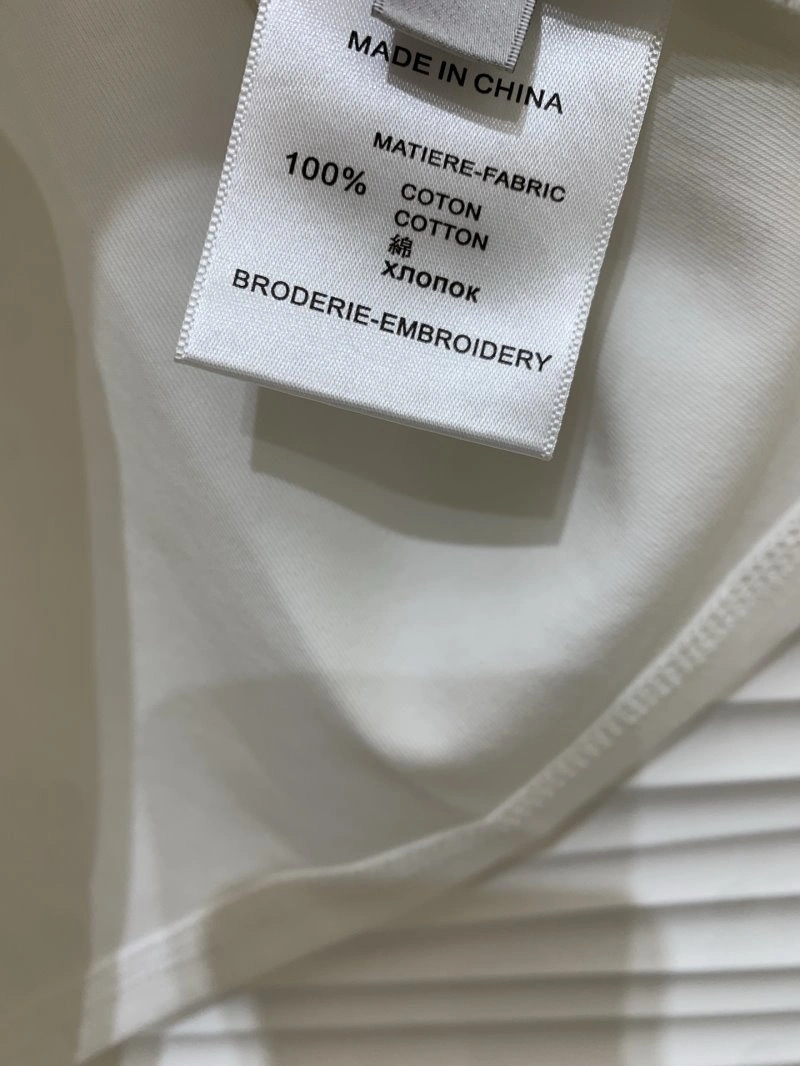 MADE IN CHINA
MATIERE-FABRIC
100% COTON
COTTON
綿
хлопок
BRODERIE-EMBROIDERY